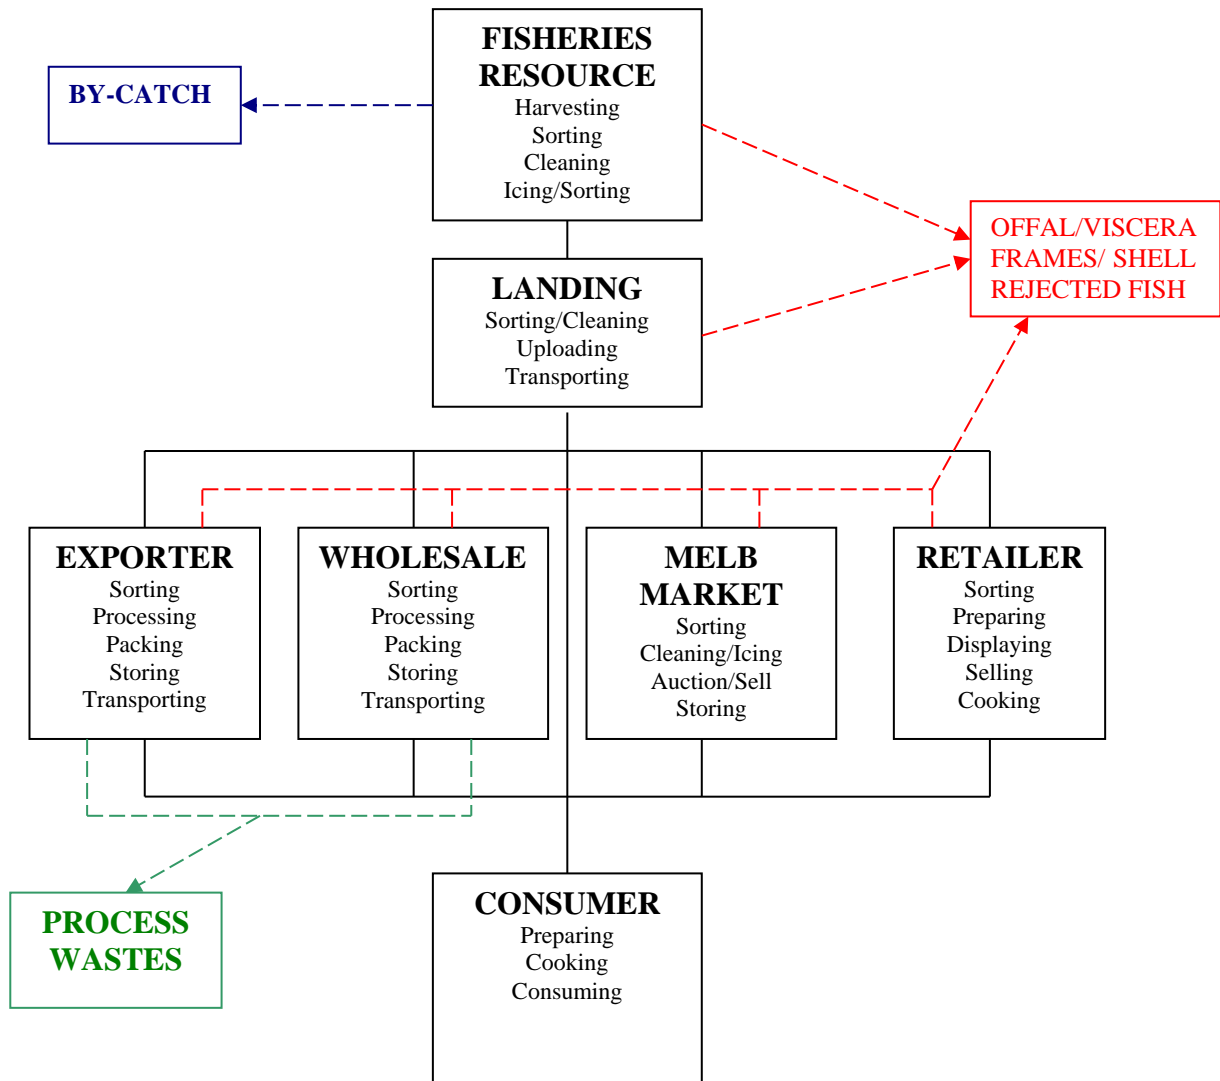 FISHERIES
RESOURCE
Harvesting
Sorting
Cleaning
Icing/Sorting
BY-CATCH
OFFAL/VISCERA
FRAMES/ SHELL
REJECTED FISH
LANDING
Sorting/Cleaning
Uploading
Transporting
EXPORTER
Sorting
Processing
Packing
Storing
Transporting
WHOLESALE
Sorting
Processing
Packing
Storing
Transporting
MELB
MARKET
Sorting
Cleaning/Icing
Auction/Sell
Storing
RETAILER
Sorting
Preparing
Displaying
Selling
Cooking
PROCESS
WASTES
CONSUMER
Preparing
Cooking
Consuming